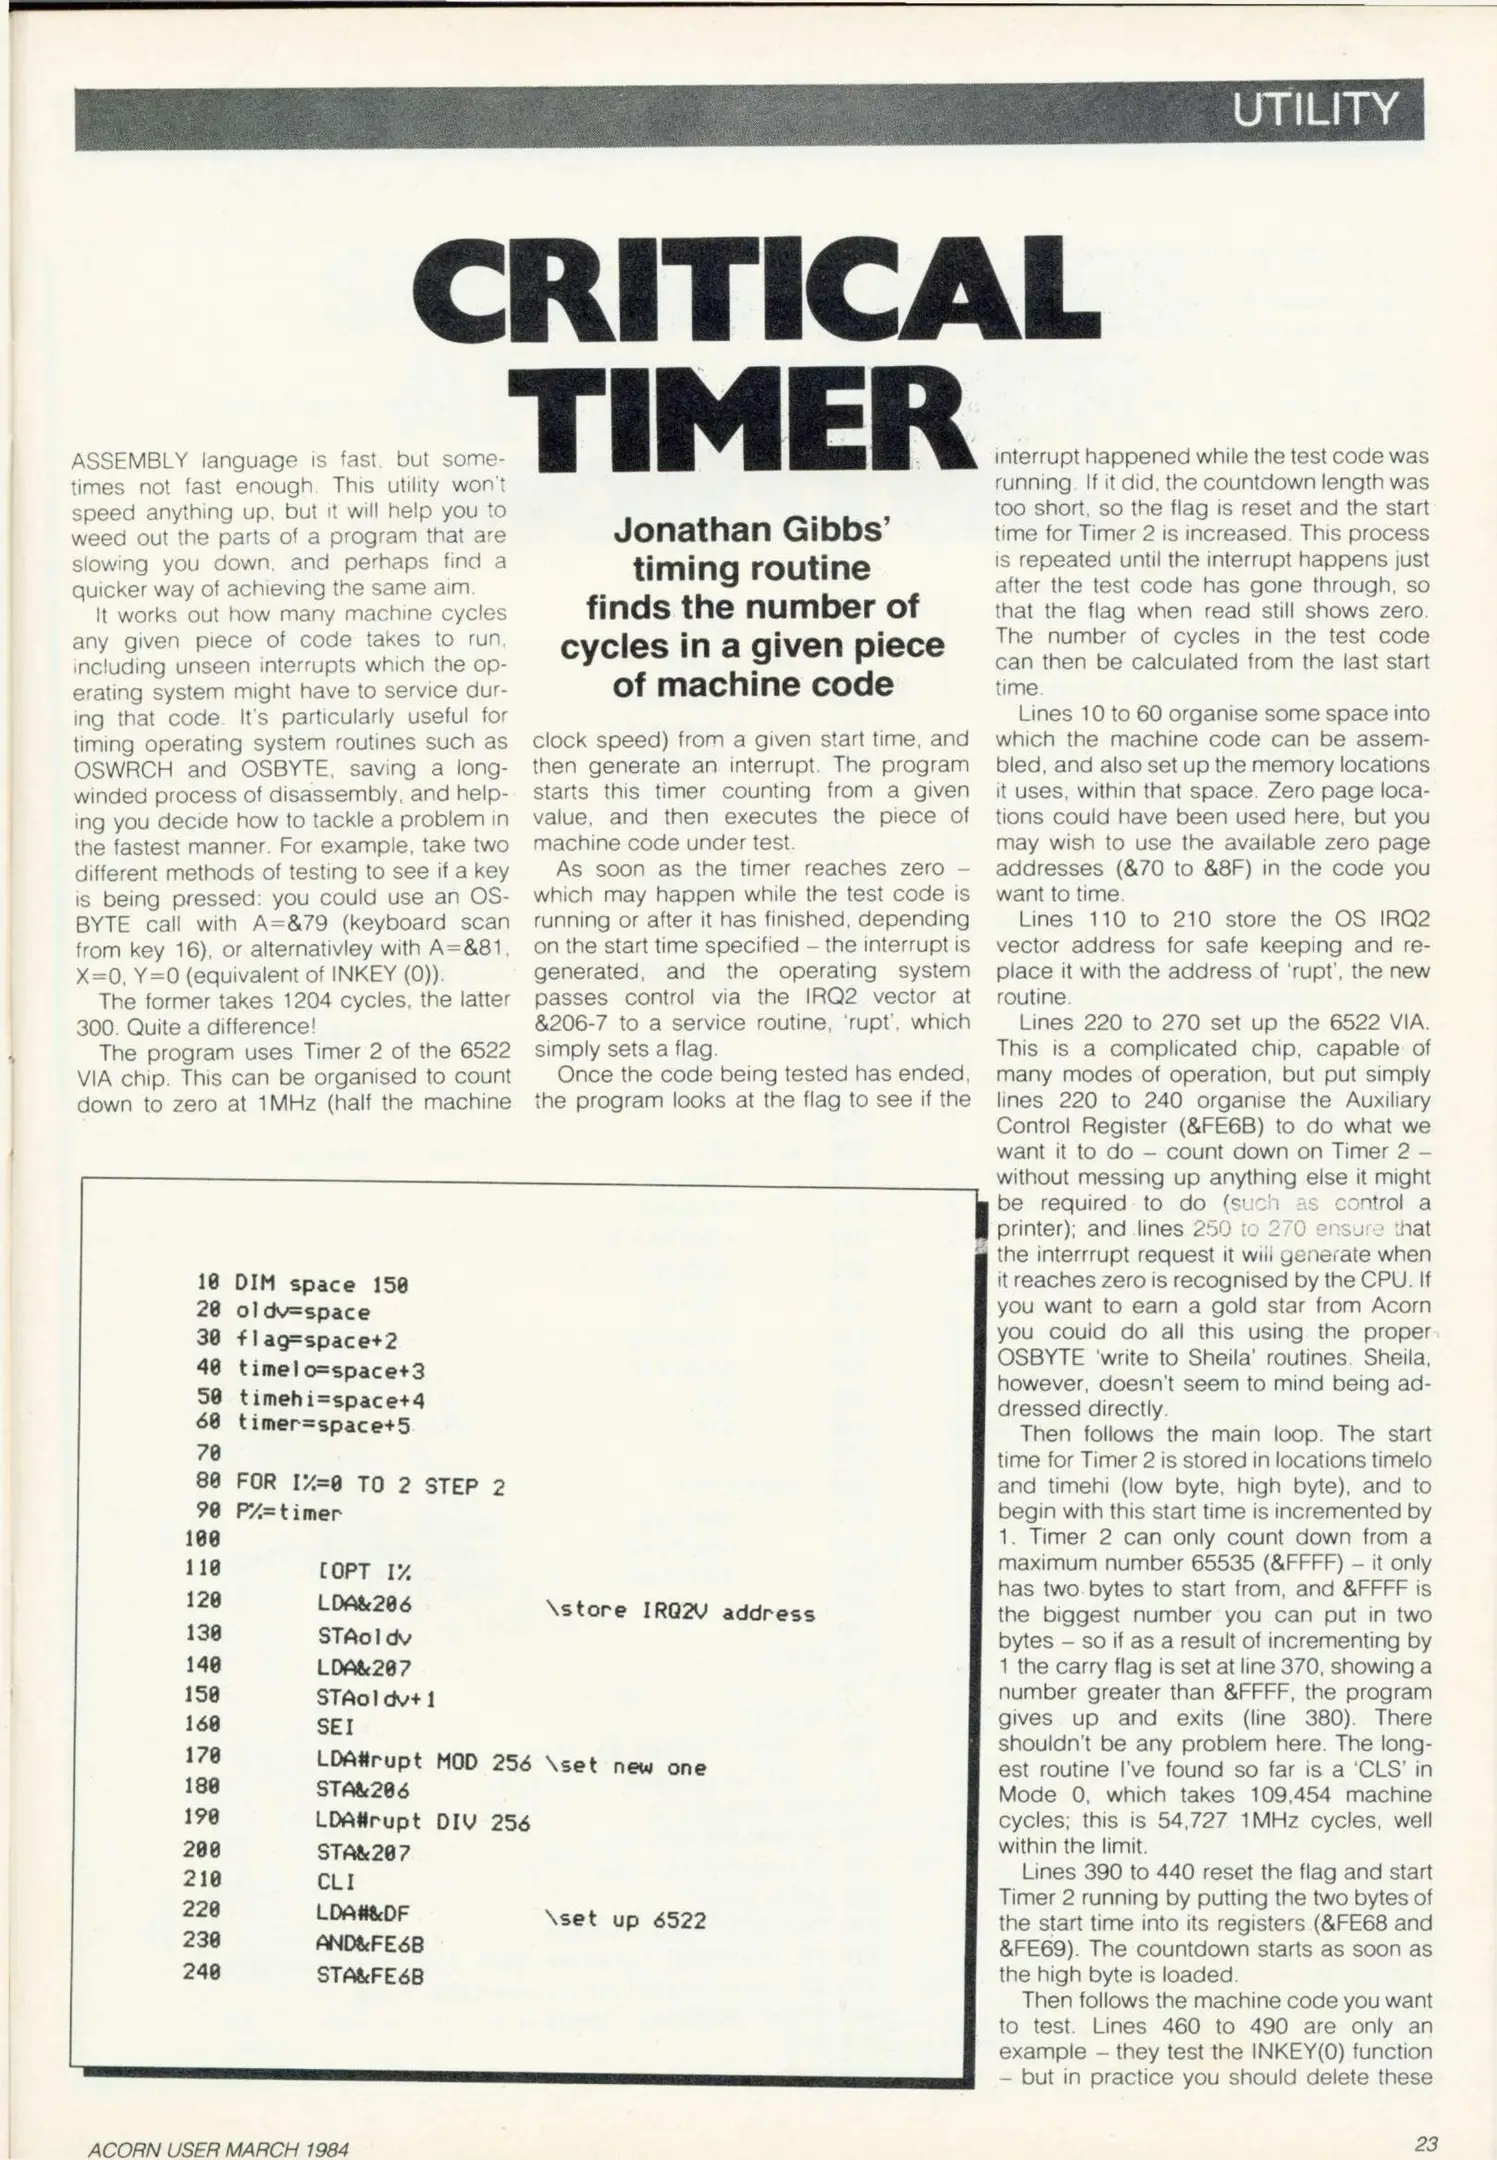 UTILITY
CRITICAL
TIMER
Jonathan Gibbs'
timing routine
finds the number of
cycles in a given piece
of machine code
ASSEMBLY language is fast, but some-
times not fast enough. This utility won't
speed anything up, but it will help you to
weed out the parts of a program that are
slowing you down, and perhaps find a
quicker way of achieving the same aim.
It works out how many machine cycles
any given piece of code takes to run,
including unseen interrupts which the op-
erating system might have to service dur-
ing that code. It's particularly useful for
timing operating system routines such as
OSWRCH and OSBYTE, saving a long-
winded process of disassembly, and help-
ing you decide how to tackle a problem in
the fastest manner. For example, take two
different methods of testing to see if a key
is being pressed: you could use an OS-
BYTE call with A=&79 (keyboard scan
from key 16), or alternativley with A=&81,
X=0, Y=0 (equivalent of INKEY (0)).
The former takes 1204 cycles, the latter
300. Quite a difference!
The program uses Timer 2 of the 6522
VIA chip. This can be organised to count
down to zero at 1MHz (half the machine
clock speed) from a given start time, and
then generate an interrupt. The program
starts this timer counting from a given
value, and then executes the piece of
machine code under test.
As soon as the timer reaches zero –
which may happen while the test code is
running or after it has finished, depending
on the start time specified – the interrupt is
generated, and the operating system
passes control via the IRQ2 vector at
&206-7 to a service routine, 'rupt', which
simply sets a flag.
Once the code being tested has ended,
the program looks at the flag to see if the
interrupt happened while the test code was
running. If it did, the countdown length was
too short, so the flag is reset and the start
time for Timer 2 is increased. This process
is repeated until the interrupt happens just
after the test code has gone through, so
that the flag when read still shows zero.
The number of cycles in the test code
can then be calculated from the last start
time.
Lines 10 to 60 organise some space into
which the machine code can be assem-
bled, and also set up the memory locations
it uses, within that space. Zero page loca-
tions could have been used here, but you
may wish to use the available zero page
addresses (&70 to &8F) in the code you
want to time.
Lines 110 to 210 store the OS IRQ2
vector address for safe keeping and re-
place it with the address of 'rupt', the new
routine.
Lines 220 to 270 set up the 6522 VIA.
This is a complicated chip, capable of
many modes of operation, but put simply
lines 220 to 240 organise the Auxiliary
Control Register (&FE6B) to do what we
want it to do – count down on Timer 2 –
without messing up anything else it might
be required to do (such as control a
printer); and lines 250 to 270 ensure that
the interrrupt request it will generate when
it reaches zero is recognised by the CPU. If
you want to earn a gold star from Acorn
you could do all this using the proper
OSBYTE 'write to Sheila' routines. Sheila,
however, doesn't seem to mind being ad-
dressed directly.
Then follows the main loop. The start
time for Timer 2 is stored in locations timelo
and timehi (low byte, high byte), and to
begin with this start time is incremented by
1. Timer 2 can only count down from a
maximum number 65535 (&FFFF) – it only
has two bytes to start from, and &FFFF is
the biggest number you can put in two
bytes – so if as a result of incrementing by
1 the carry flag is set at line 370, showing a
number greater than &FFFF, the program
gives up and exits (line 380). There
shouldn't be any problem here. The long-
est routine I've found so far is a 'CLS' in
Mode 0, which takes 109,454 machine
cycles; this is 54,727 1MHz cycles, well
within the limit.
Lines 390 to 440 reset the flag and start
Timer 2 running by putting the two bytes of
the start time into its registers (&FE68 and
&FE69). The countdown starts as soon as
the high byte is loaded.
Then follows the machine code you want
to test. Lines 460 to 490 are only an
example – they test the INKEY(0) function
– but in practice you should delete these
10 DIM space 150
20 oldv=space
30 flag=space+2
40 timelo=space+3
50 timehi=space+4
60 timer=space+5
70
80 FOR I%=0 TO 2 STEP 2
90 P%=timer
100
110 [OPT I%
120 LDA&206 \store IRQ2V address
130 STAoldv
140 LDA&207
150 STAoldv+1
160 SEI
170 LDA#rupt MOD 256 \set new one
180 STA&206
190 LDA#rupt DIV 256
200 STA&207
210 CLI
220 LDA#&DF \set up 6522
230 AND&FE6B
240 STA&FE6B
ACORN USER MARCH 1984
23